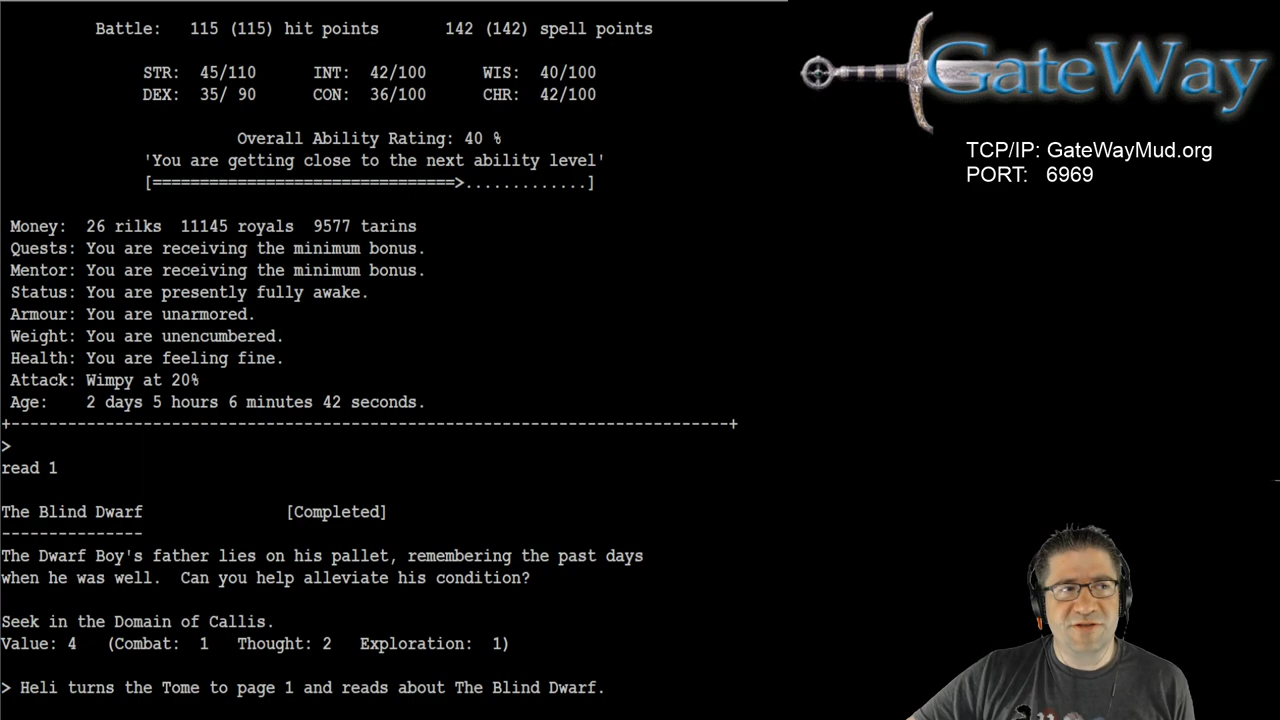 Battle: 115 (115) hit points 142 (142) spell points
STR: 45/110 INT: 42/100 WIS: 40/100
DEX: 35/ 90 CON: 36/100 CHR: 42/100
Overall Ability Rating: 40 %
'You are getting close to the next ability level'
[================================>.............]
Money: 26 rilks 11145 royals 9577 tarins
Quests: You are receiving the minimum bonus.
Mentor: You are receiving the minimum bonus.
Status: You are presently fully awake.
Armour: You are unarmored.
Weight: You are unencumbered.
Health: You are feeling fine.
Attack: Wimpy at 20%
Age: 2 days 5 hours 6 minutes 42 seconds.
+----------------------------------------------------------------------------+
>
read 1
The Blind Dwarf [Completed]
---------------
The Dwarf Boy's father lies on his pallet, remembering the past days
when he was well. Can you help alleviate his condition?
Seek in the Domain of Callis.
Value: 4 (Combat: 1 Thought: 2 Exploration: 1)
> Heli turns the Tome to page 1 and reads about The Blind Dwarf.
GateWay
TCP/IP: GateWayMud.org
PORT: 6969